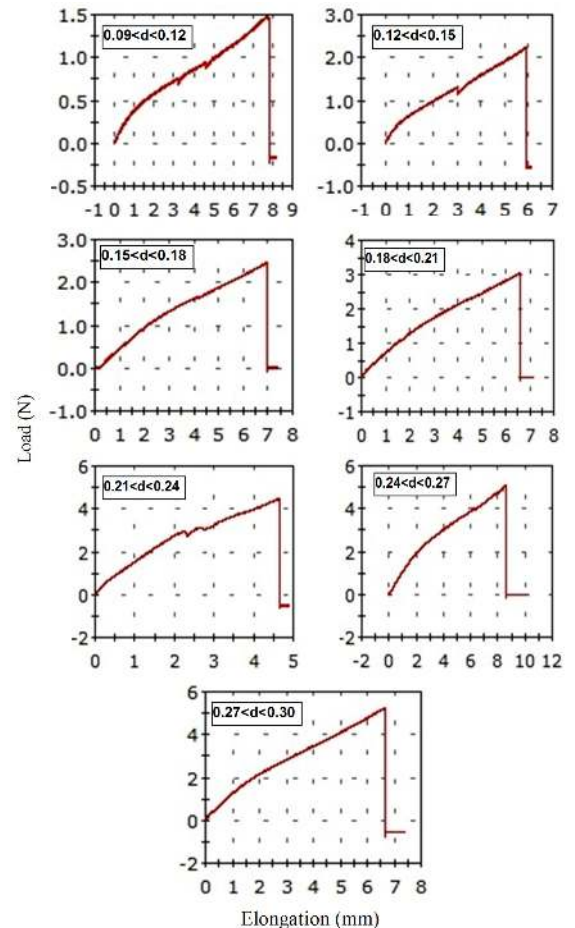 0.09<d<0.12
1.5
1.0
0.5
0.0
-0.5
-1 0 1 2 3 4 5 6 7 8 9
0.12<d<0.15
3.0
2.0
1.0
0.0
-1.0
-1 0 1 2 3 4 5 6 7
0.15<d<0.18
3.0
2.0
1.0
0.0
-1.0
0 1 2 3 4 5 6 7 8
0.18<d<0.21
4
3
2
1
0
-1
0 1 2 3 4 5 6 7 8
Load (N)
0.21<d<0.24
6
4
2
0
-2
0 1 2 3 4 5
0.24<d<0.27
6
4
2
0
-2
-2 0 2 4 6 8 10 12
0.27<d<0.30
6
4
2
0
-2
0 1 2 3 4 5 6 7 8
Elongation (mm)